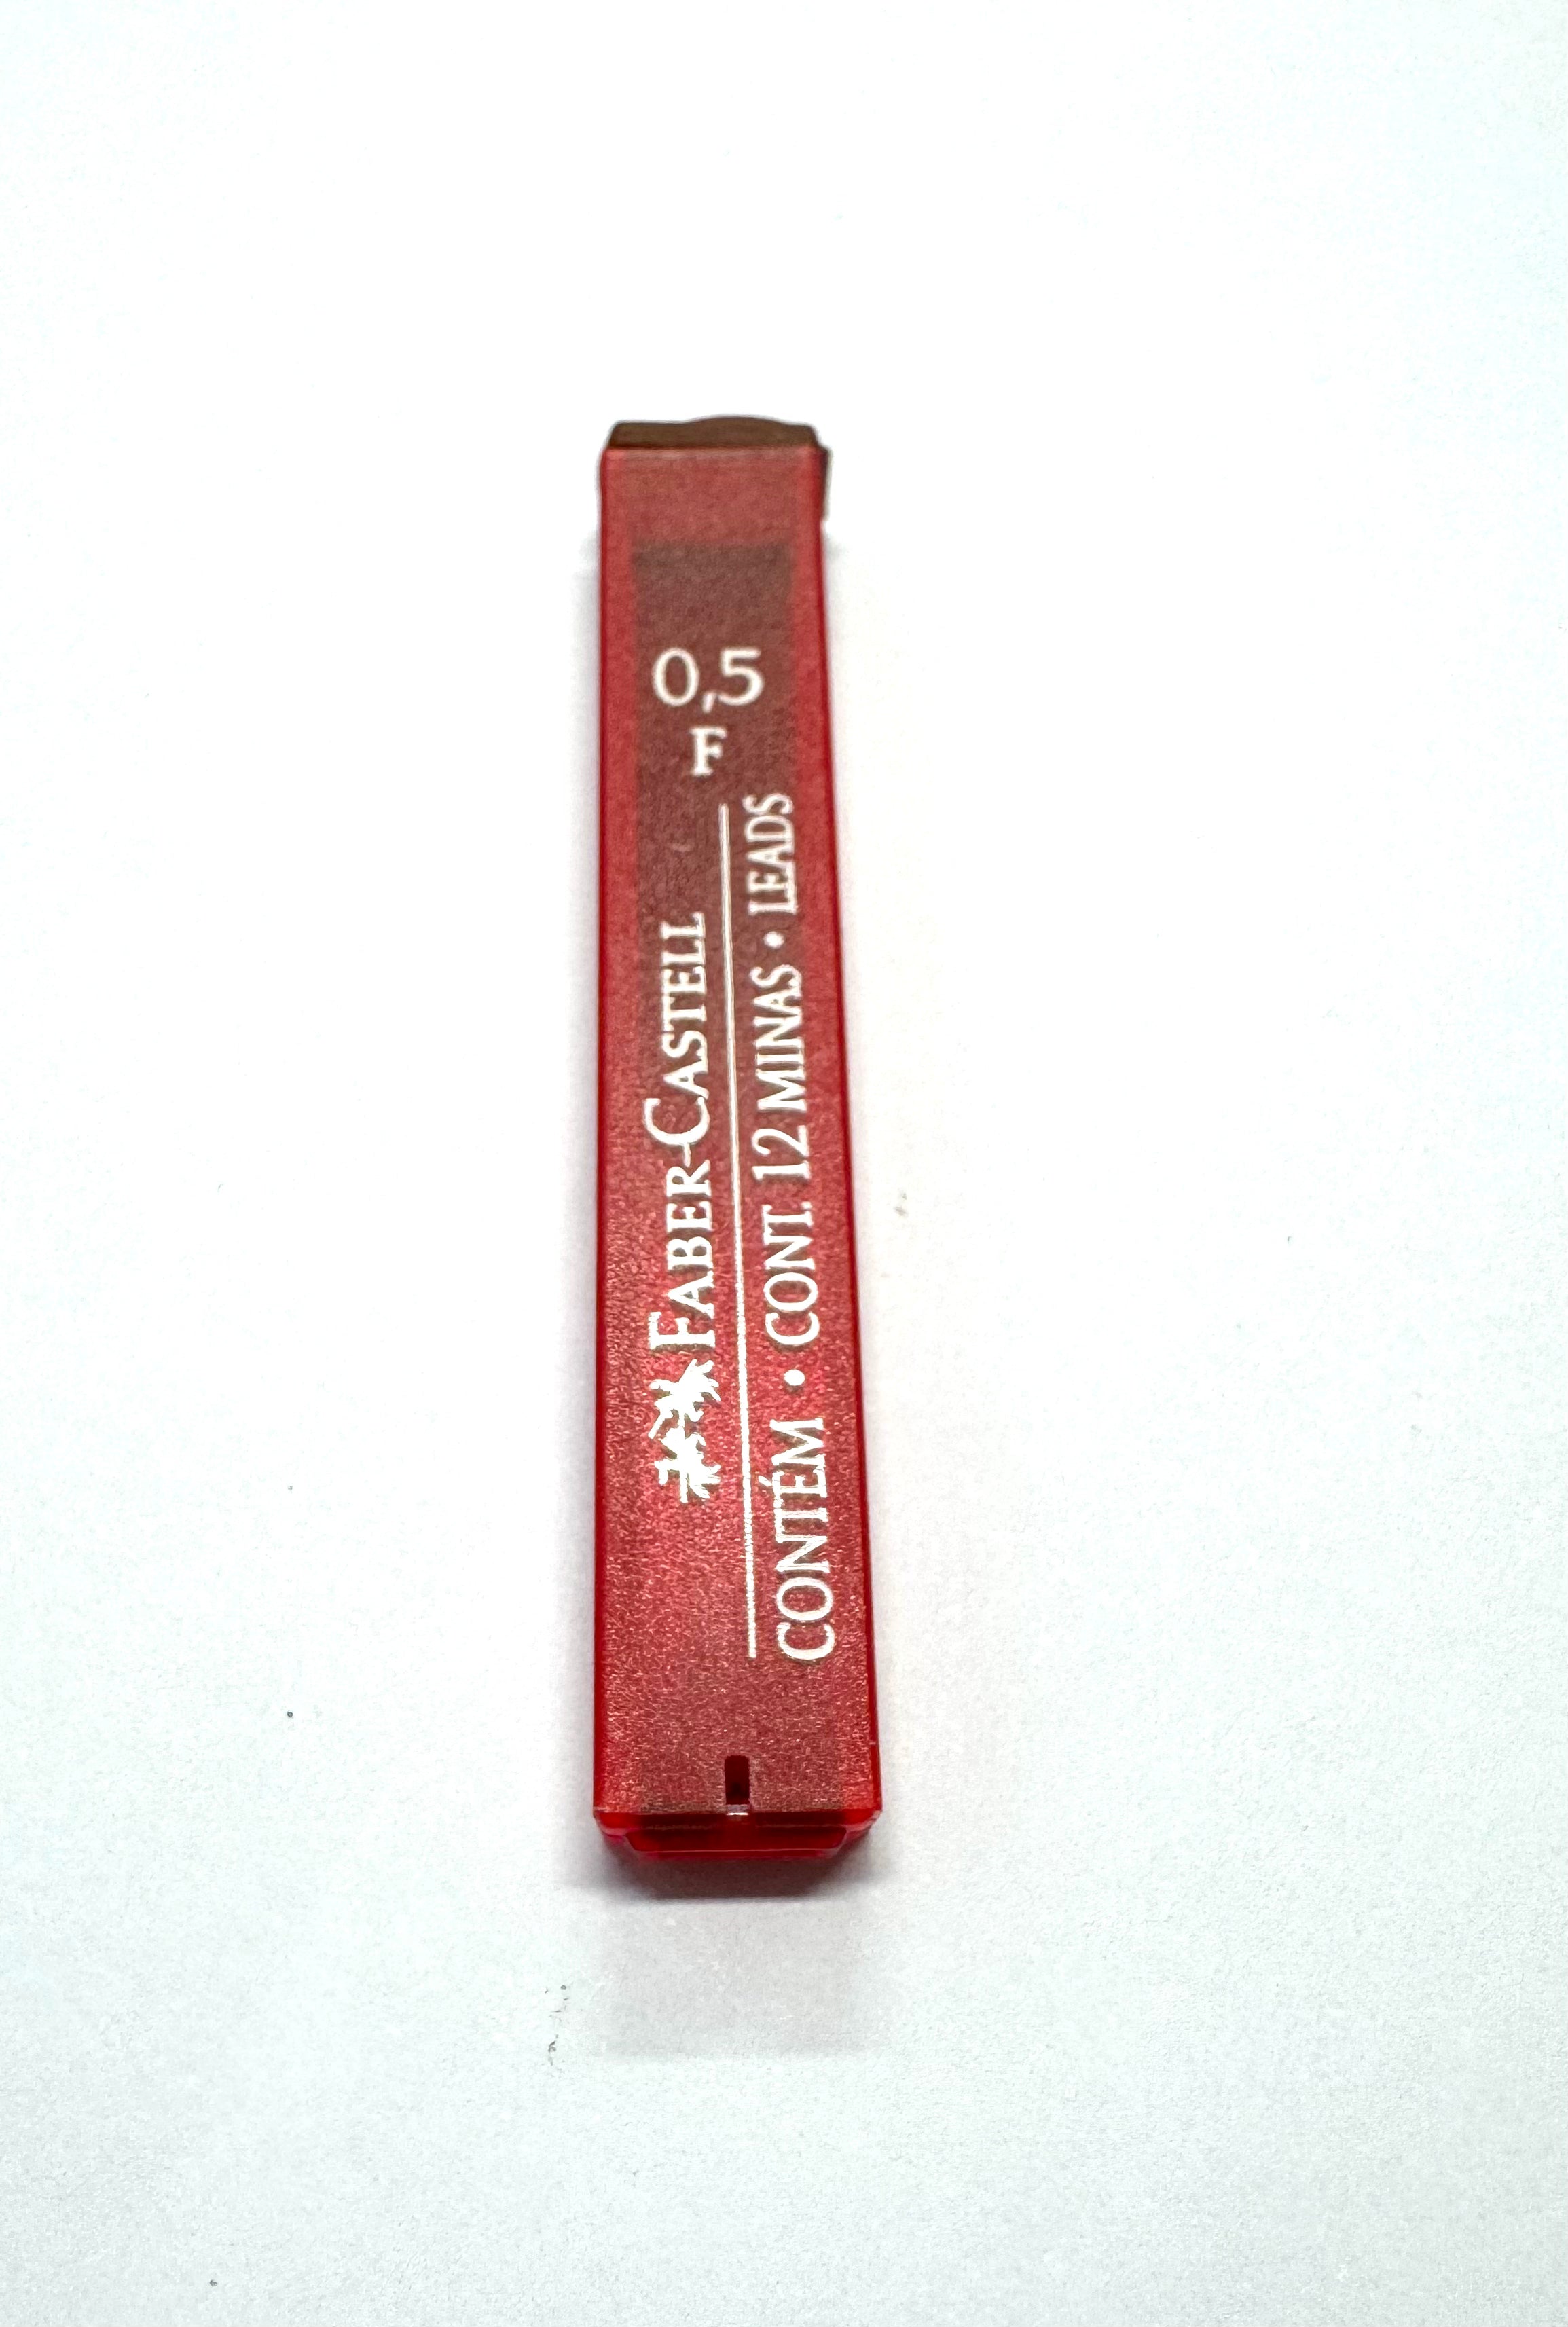 0,5
F
FABER-CASTELL
CONTÉM • CONT. 12 MINAS • LEADS